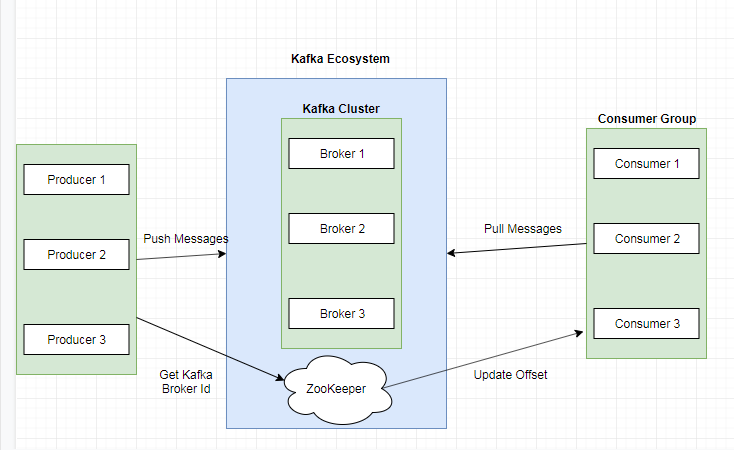 Kafka Ecosystem
Kafka Cluster
Consumer Group
Producer 1
Producer 2
Producer 3
Push Messages
Broker 1
Broker 2
Broker 3
Pull Messages
Consumer 1
Consumer 2
Consumer 3
Get Kafka
Broker Id
ZooKeeper
Update Offset